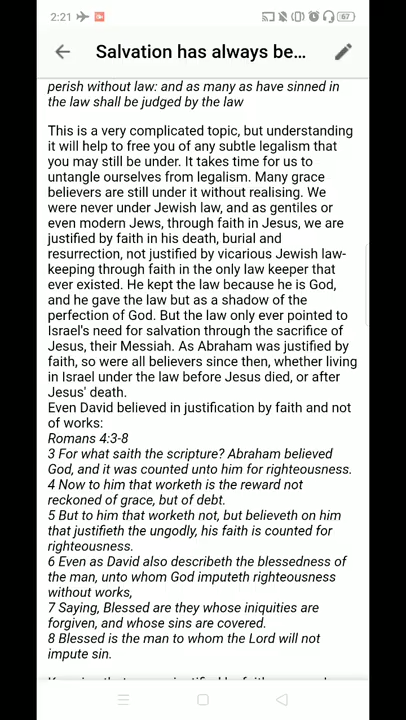 2:21
67
Salvation has always be...
perish without law: and as many as have sinned in
the law shall be judged by the law
This is a very complicated topic, but understanding
it will help to free you of any subtle legalism that
you may still be under. It takes time for us to
untangle ourselves from legalism. Many grace
believers are still under it without realising. We
were never under Jewish law, and as gentiles or
even modern Jews, through faith in Jesus, we are
justified by faith in his death, burial and
resurrection, not justified by vicarious Jewish law-
keeping through faith in the only law keeper that
ever existed. He kept the law because he is God,
and he gave the law but as a shadow of the
perfection of God. But the law only ever pointed to
Israel's need for salvation through the sacrifice of
Jesus, their Messiah. As Abraham was justified by
faith, so were all believers since then, whether living
in Israel under the law before Jesus died, or after
Jesus' death.
Even David believed in justification by faith and not
of works:
Romans 4:3-8
3 For what saith the scripture? Abraham believed
God, and it was counted unto him for righteousness.
4 Now to him that worketh is the reward not
reckoned of grace, but of debt.
5 But to him that worketh not, but believeth on him
that justifieth the ungodly, his faith is counted for
righteousness.
6 Even as David also describeth the blessedness of
the man, unto whom God imputeth righteousness
without works,
7 Saying, Blessed are they whose iniquities are
forgiven, and whose sins are covered.
8 Blessed is the man to whom the Lord will not
impute sin.